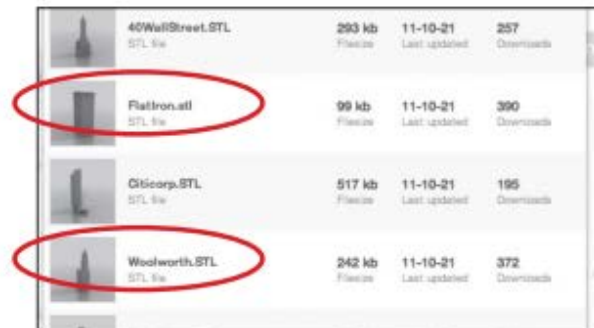 40WallStreet.STL 293 kb 11-10-21 257
STL file Filesize Last updated Downloads
FlatIron.stl 99 kb 11-10-21 390
STL file Filesize Last updated Downloads
Citicorp.STL 517 kb 11-10-21 195
STL file Filesize Last updated Downloads
Woolworth.STL 242 kb 11-10-21 372
STL file Filesize Last updated Downloads